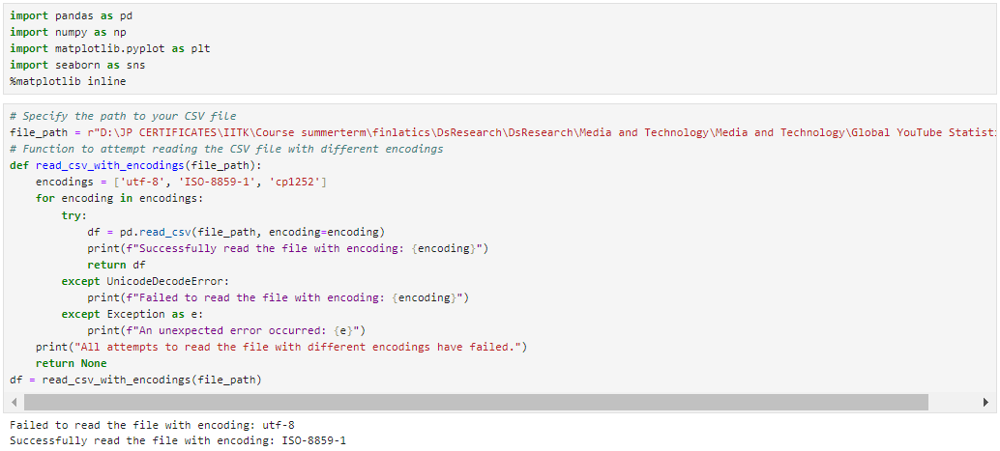 import pandas as pd
import numpy as np
import matplotlib.pyplot as plt
import seaborn as sns
%matplotlib inline
# Specify the path to your CSV file
file_path = r"D:\JP CERTIFICATES\IITK\Course summerterm\finlatics\DsResearch\DsResearch\Media and Technology\Media and Technology\Global YouTube Statisti
# Function to attempt reading the CSV file with different encodings
def read_csv_with_encodings(file_path):
    encodings = ['utf-8', 'ISO-8859-1', 'cp1252']
    for encoding in encodings:
        try:
            df = pd.read_csv(file_path, encoding=encoding)
            print(f"Successfully read the file with encoding: {encoding}")
            return df
        except UnicodeDecodeError:
            print(f"Failed to read the file with encoding: {encoding}")
        except Exception as e:
            print(f"An unexpected error occurred: {e}")
    print("All attempts to read the file with different encodings have failed.")
    return None
df = read_csv_with_encodings(file_path)
Failed to read the file with encoding: utf-8
Successfully read the file with encoding: ISO-8859-1